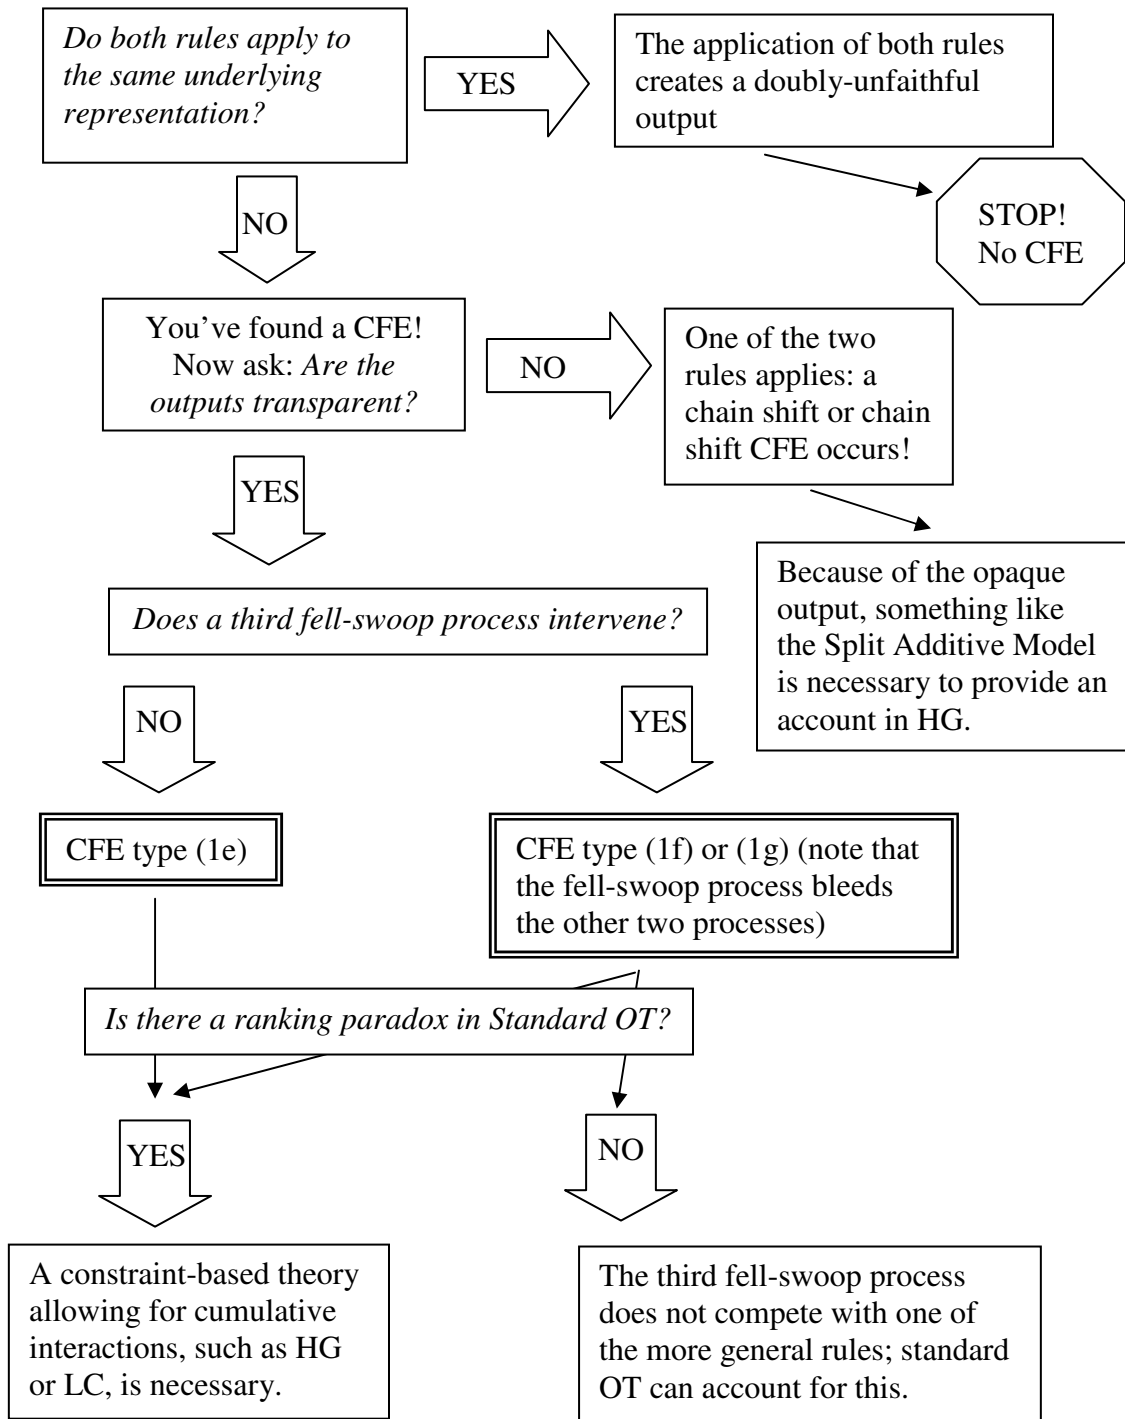 Do both rules apply to
the same underlying
representation?
YES
The application of both rules
creates a doubly-unfaithful
output
NO
STOP!
No CFE
You’ve found a CFE!
Now ask: Are the
outputs transparent?
NO
One of the two
rules applies: a
chain shift or chain
shift CFE occurs!
YES
Because of the opaque
output, something like
the Split Additive Model
is necessary to provide an
account in HG.
Does a third fell-swoop process intervene?
NO
YES
CFE type (1e)
CFE type (1f) or (1g) (note that
the fell-swoop process bleeds
the other two processes)
Is there a ranking paradox in Standard OT?
YES
NO
A constraint-based theory
allowing for cumulative
interactions, such as HG
or LC, is necessary.
The third fell-swoop process
does not compete with one of
the more general rules; standard
OT can account for this.